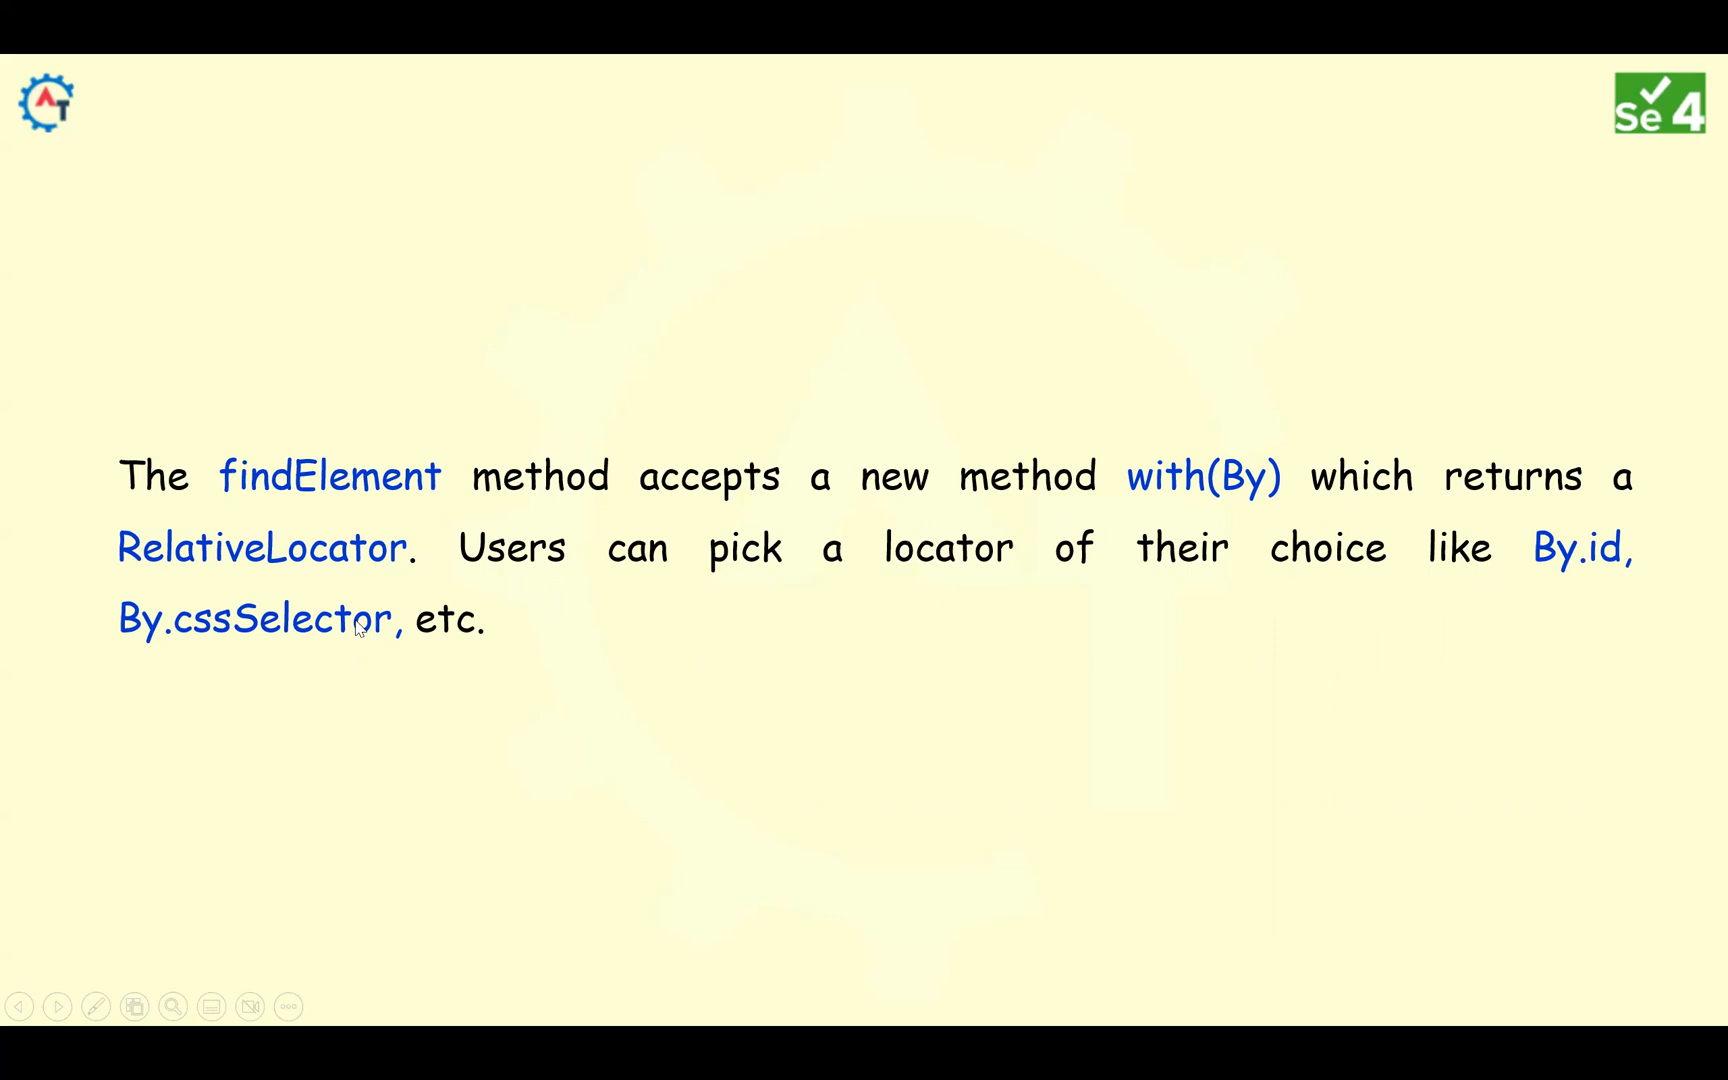 AT
Se 4
The findElement method accepts a new method with(By) which returns a
RelativeLocator. Users can pick a locator of their choice like By.id,
By.cssSelector, etc.